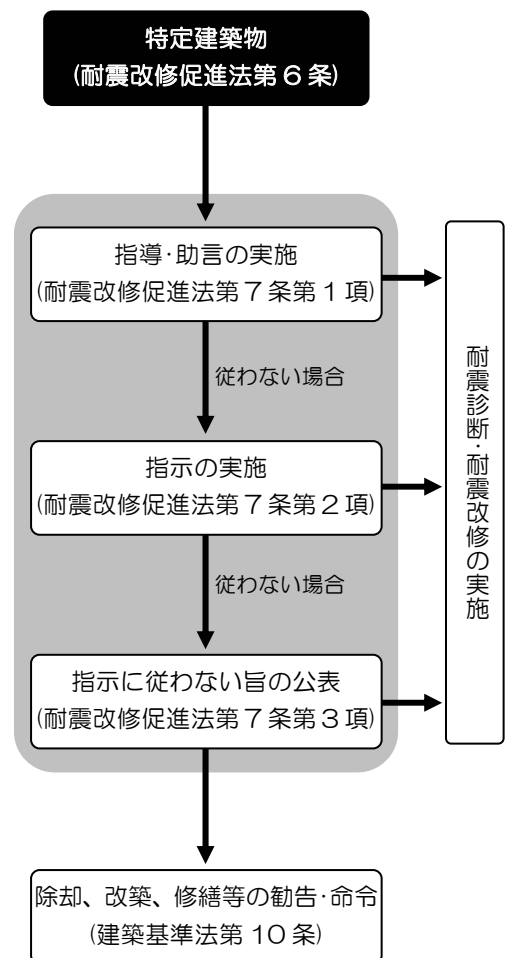 特定建築物
(耐震改修促進法第６条)
指導･助言の実施
(耐震改修促進法第７条第１項)
従わない場合
指示の実施
(耐震改修促進法第７条第２項)
従わない場合
指示に従わない旨の公表
(耐震改修促進法第７条第３項)
耐震診断･耐震改修の実施
除却、改築、修繕等の勧告･命令
(建築基準法第 10 条)